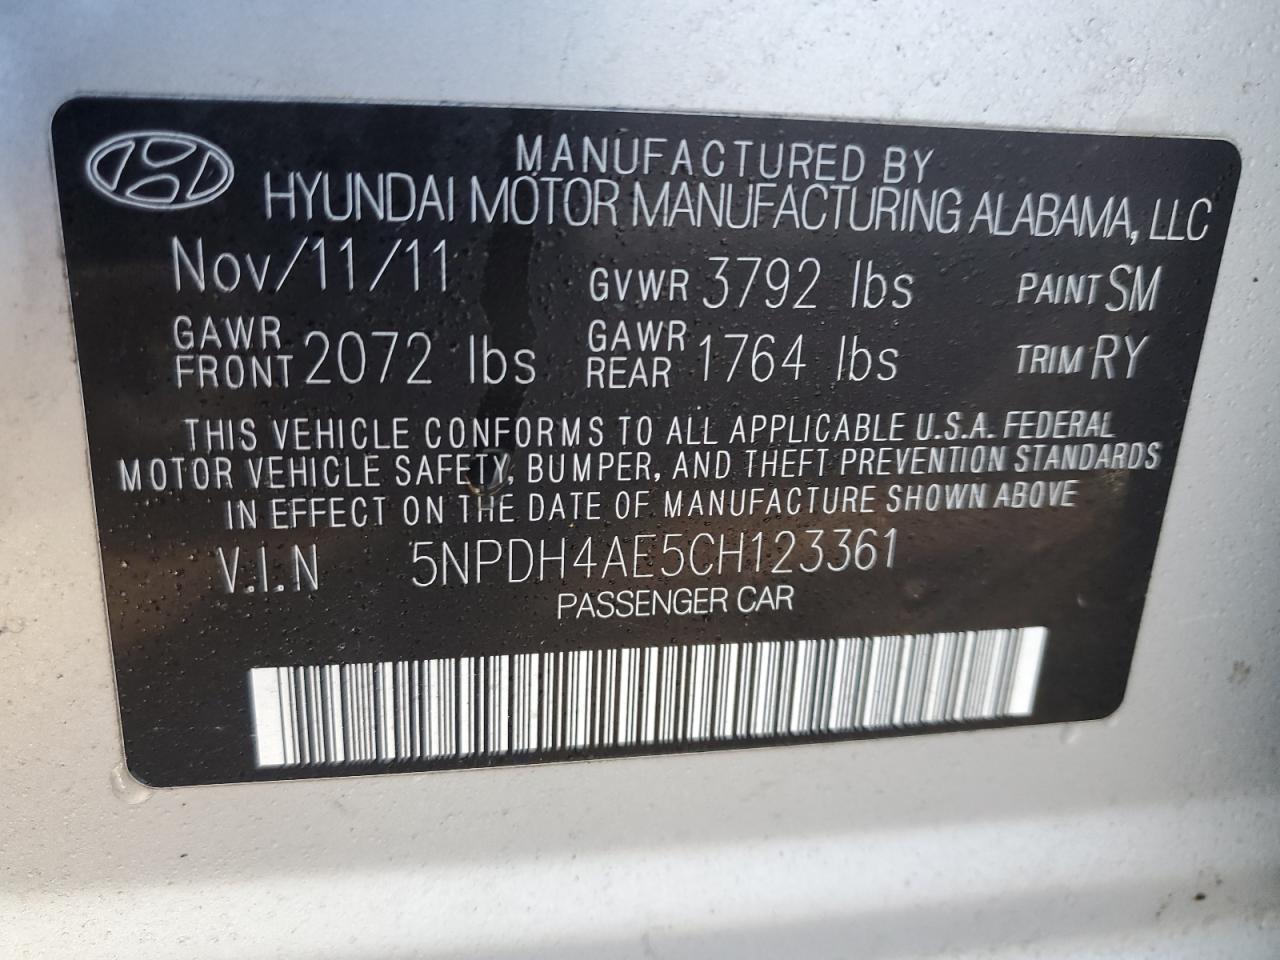 MANUFACTURED BY
HYUNDAI MOTOR MANUFACTURING ALABAMA, LLC
Nov/11/11 GVWR 3792 lbs PAINT SM
GAWR FRONT 2072 lbs GAWR REAR 1764 lbs TRIM RY
THIS VEHICLE CONFORMS TO ALL APPLICABLE U.S.A. FEDERAL
MOTOR VEHICLE SAFETY, BUMPER, AND THEFT PREVENTION STANDARDS
IN EFFECT ON THE DATE OF MANUFACTURE SHOWN ABOVE
V.I.N 5NPDH4AE5CH123361
PASSENGER CAR